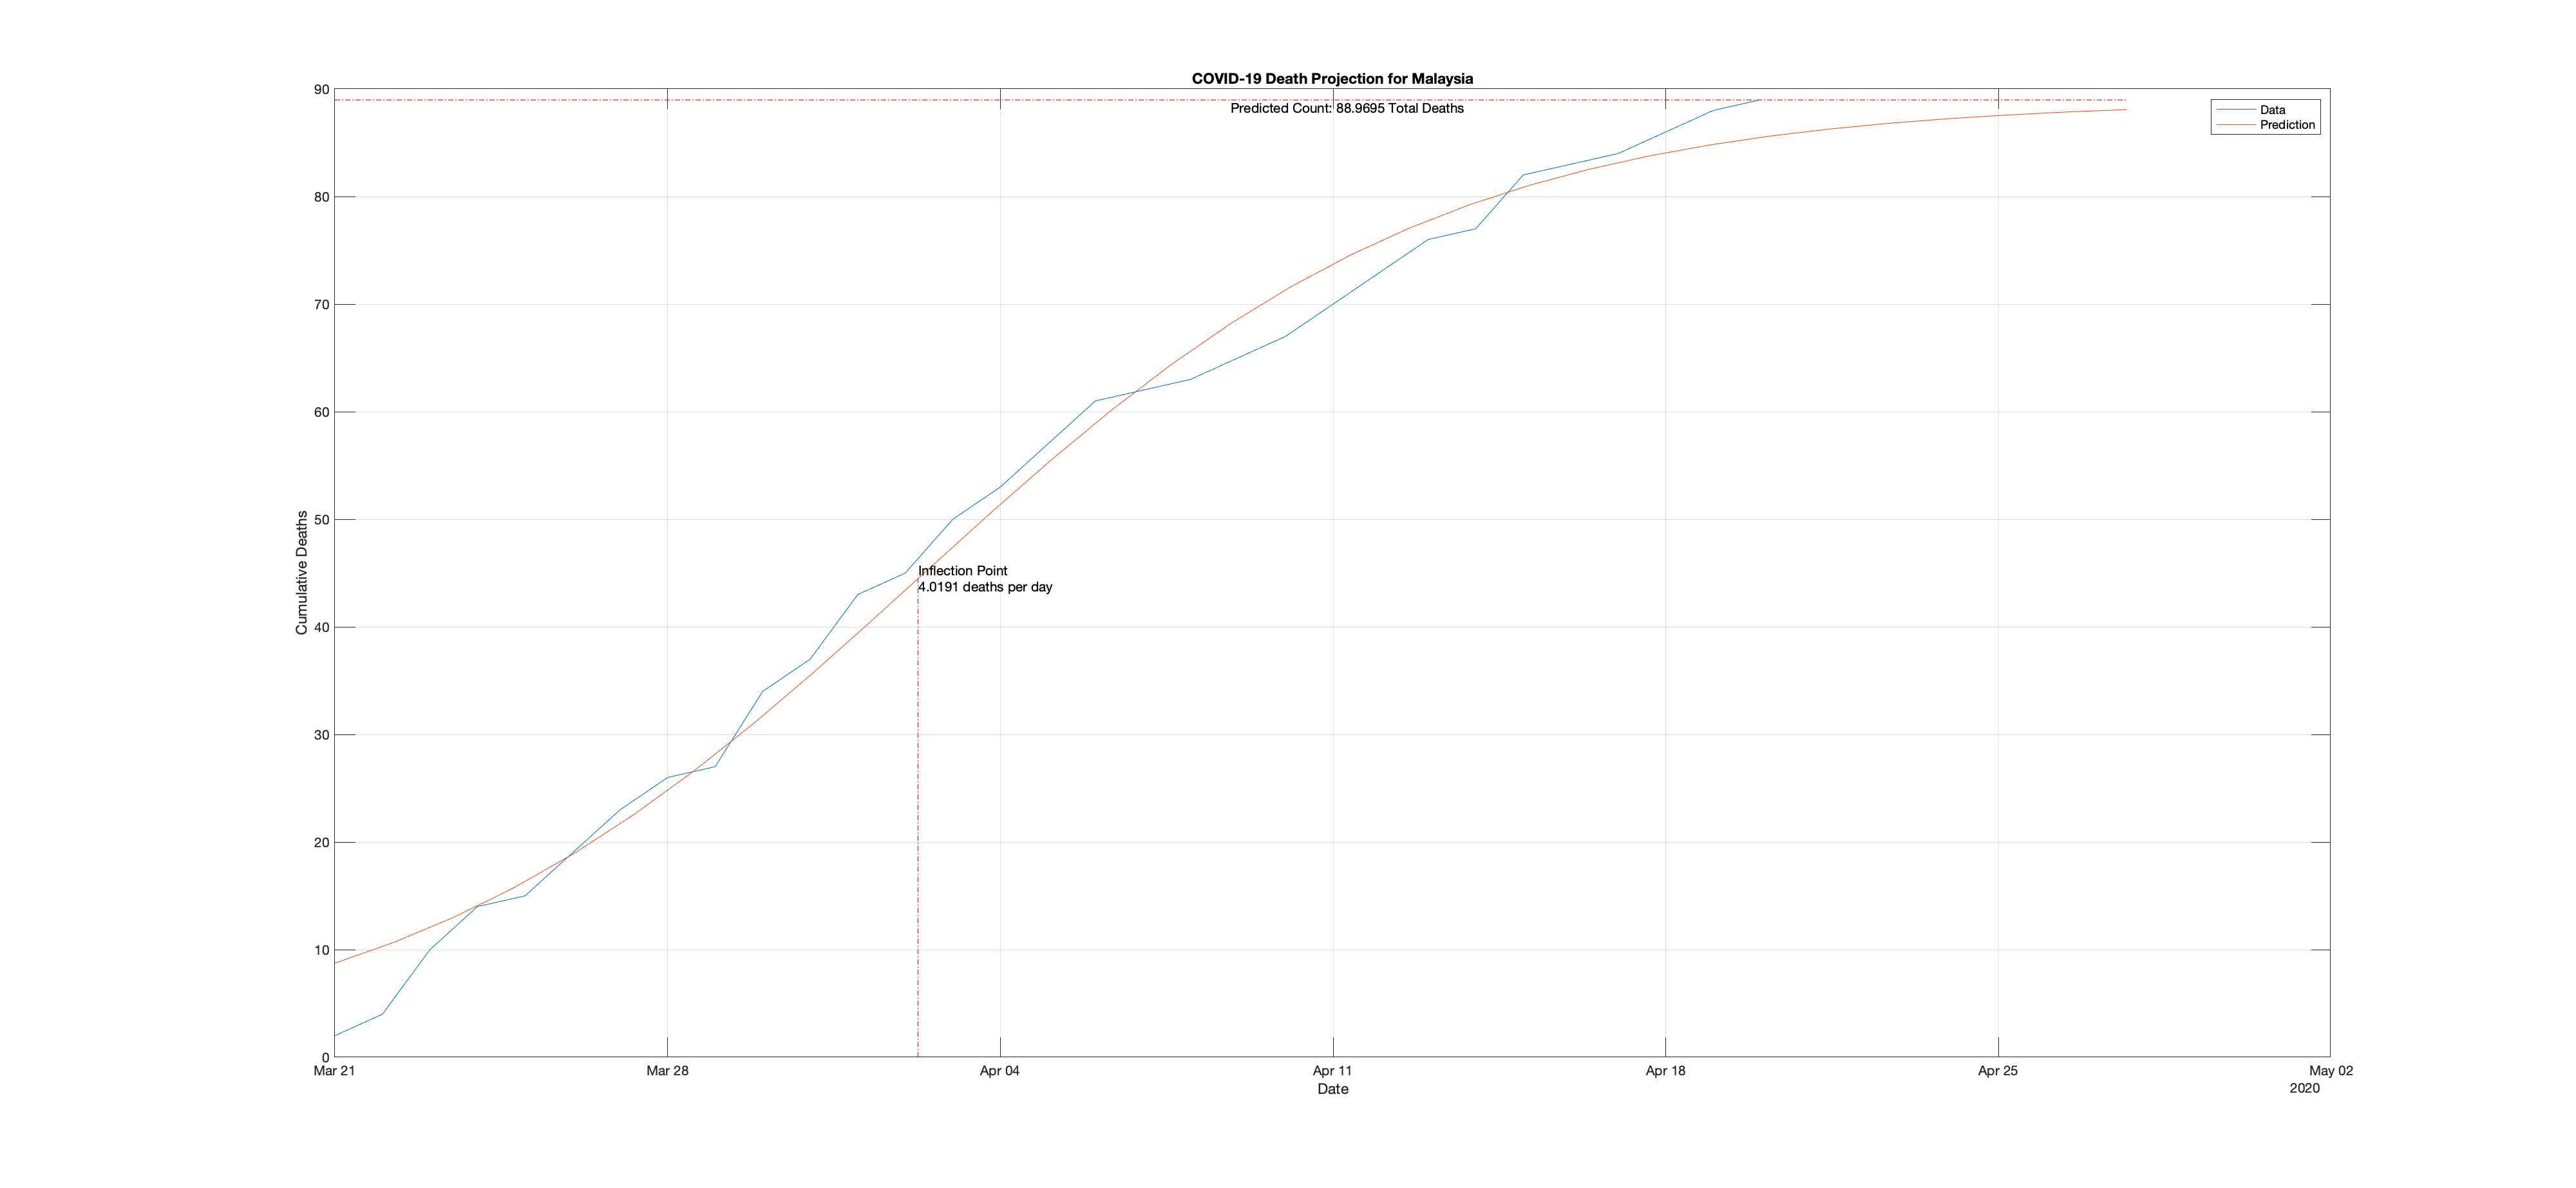 COVID-19 Death Projection for Malaysia
90
Predicted Count: 88.9695 Total Deaths
Data
Prediction
80
70
60
50
Inflection Point
4.0191 deaths per day
Cumulative Deaths
40
30
20
10
0
Mar 21 Mar 28 Apr 04 Apr 11 Apr 18 Apr 25 May 02
Date
2020